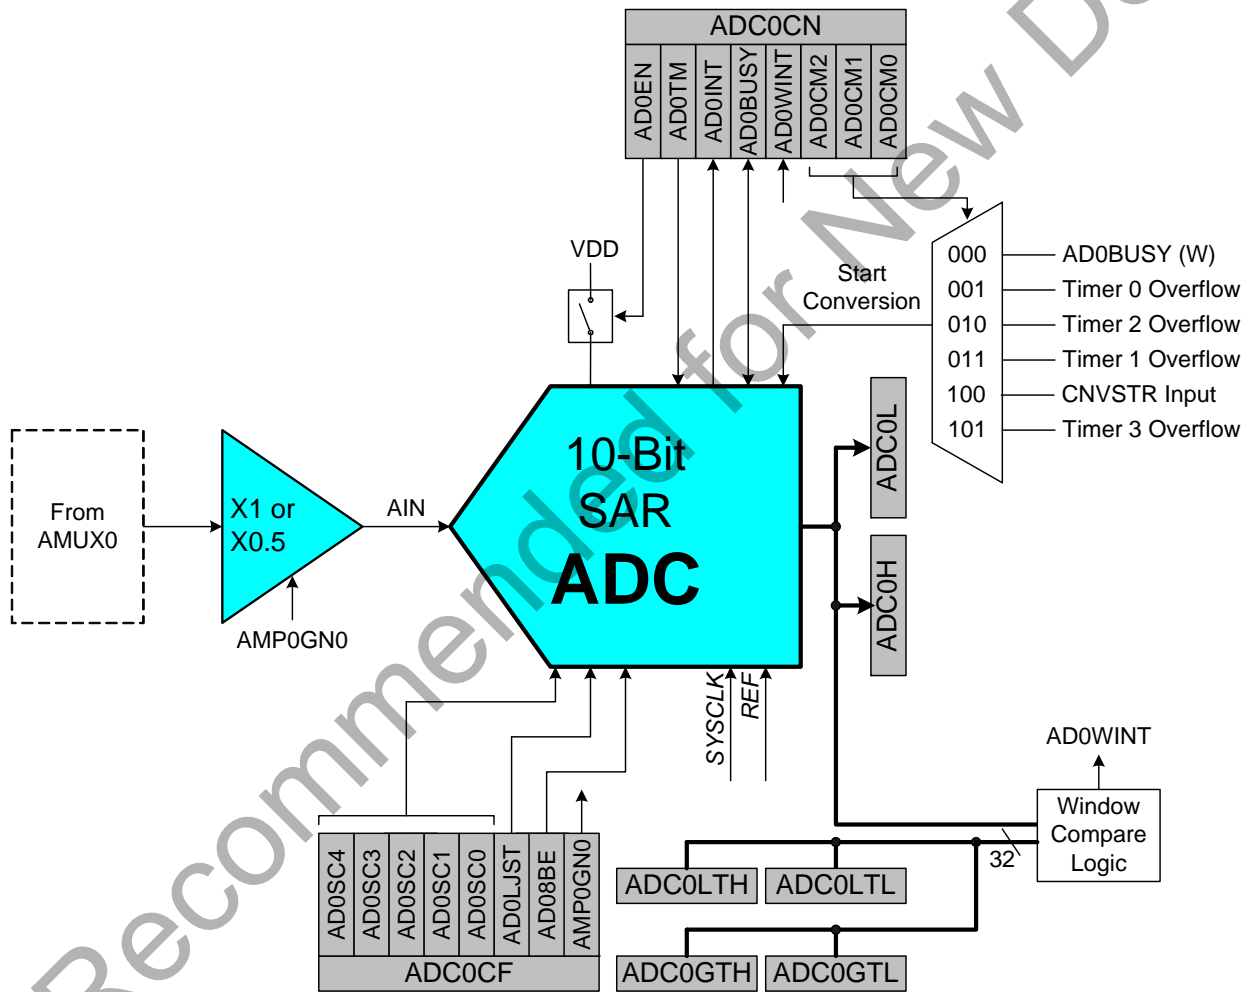 ADC0CN
AD0EN
AD0TM
AD0INT
AD0BUSY
AD0WINT
AD0CM2
AD0CM1
AD0CM0
VDD
Start
Conversion
000
AD0BUSY (W)
001
Timer 0 Overflow
010
Timer 2 Overflow
011
Timer 1 Overflow
100
CNVSTR Input
101
Timer 3 Overflow
From
AMUX0
X1 or
X0.5
AIN
AMP0GN0
10-Bit
SAR
ADC
ADC0L
ADC0H
SYSCLK
REF
AD0WINT
Window
Compare
Logic
32
AD0SC4
AD0SC3
AD0SC2
AD0SC1
AD0SC0
AD0LJST
AD08BE
AMP0GN0
ADC0CF
ADC0LTH
ADC0LTL
ADC0GTH
ADC0GTL
Recommended for New De